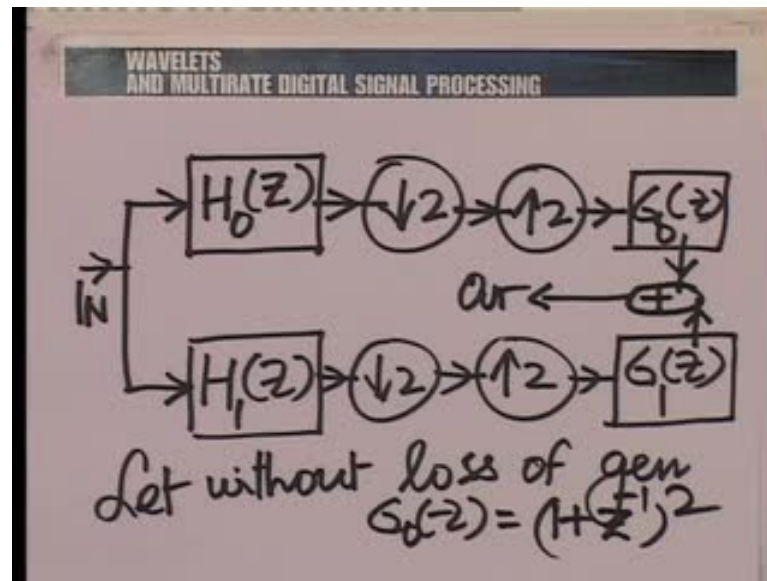 WAVELETS
AND MULTIRATE DIGITAL SIGNAL PROCESSING
H₀(Z) ↓2 ↑2 G₀(z)
IN
OUT +
H₁(Z) ↓2 ↑2 G₁(z)
Let without loss of gen
G₀(-z) = (1+z⁻¹)²